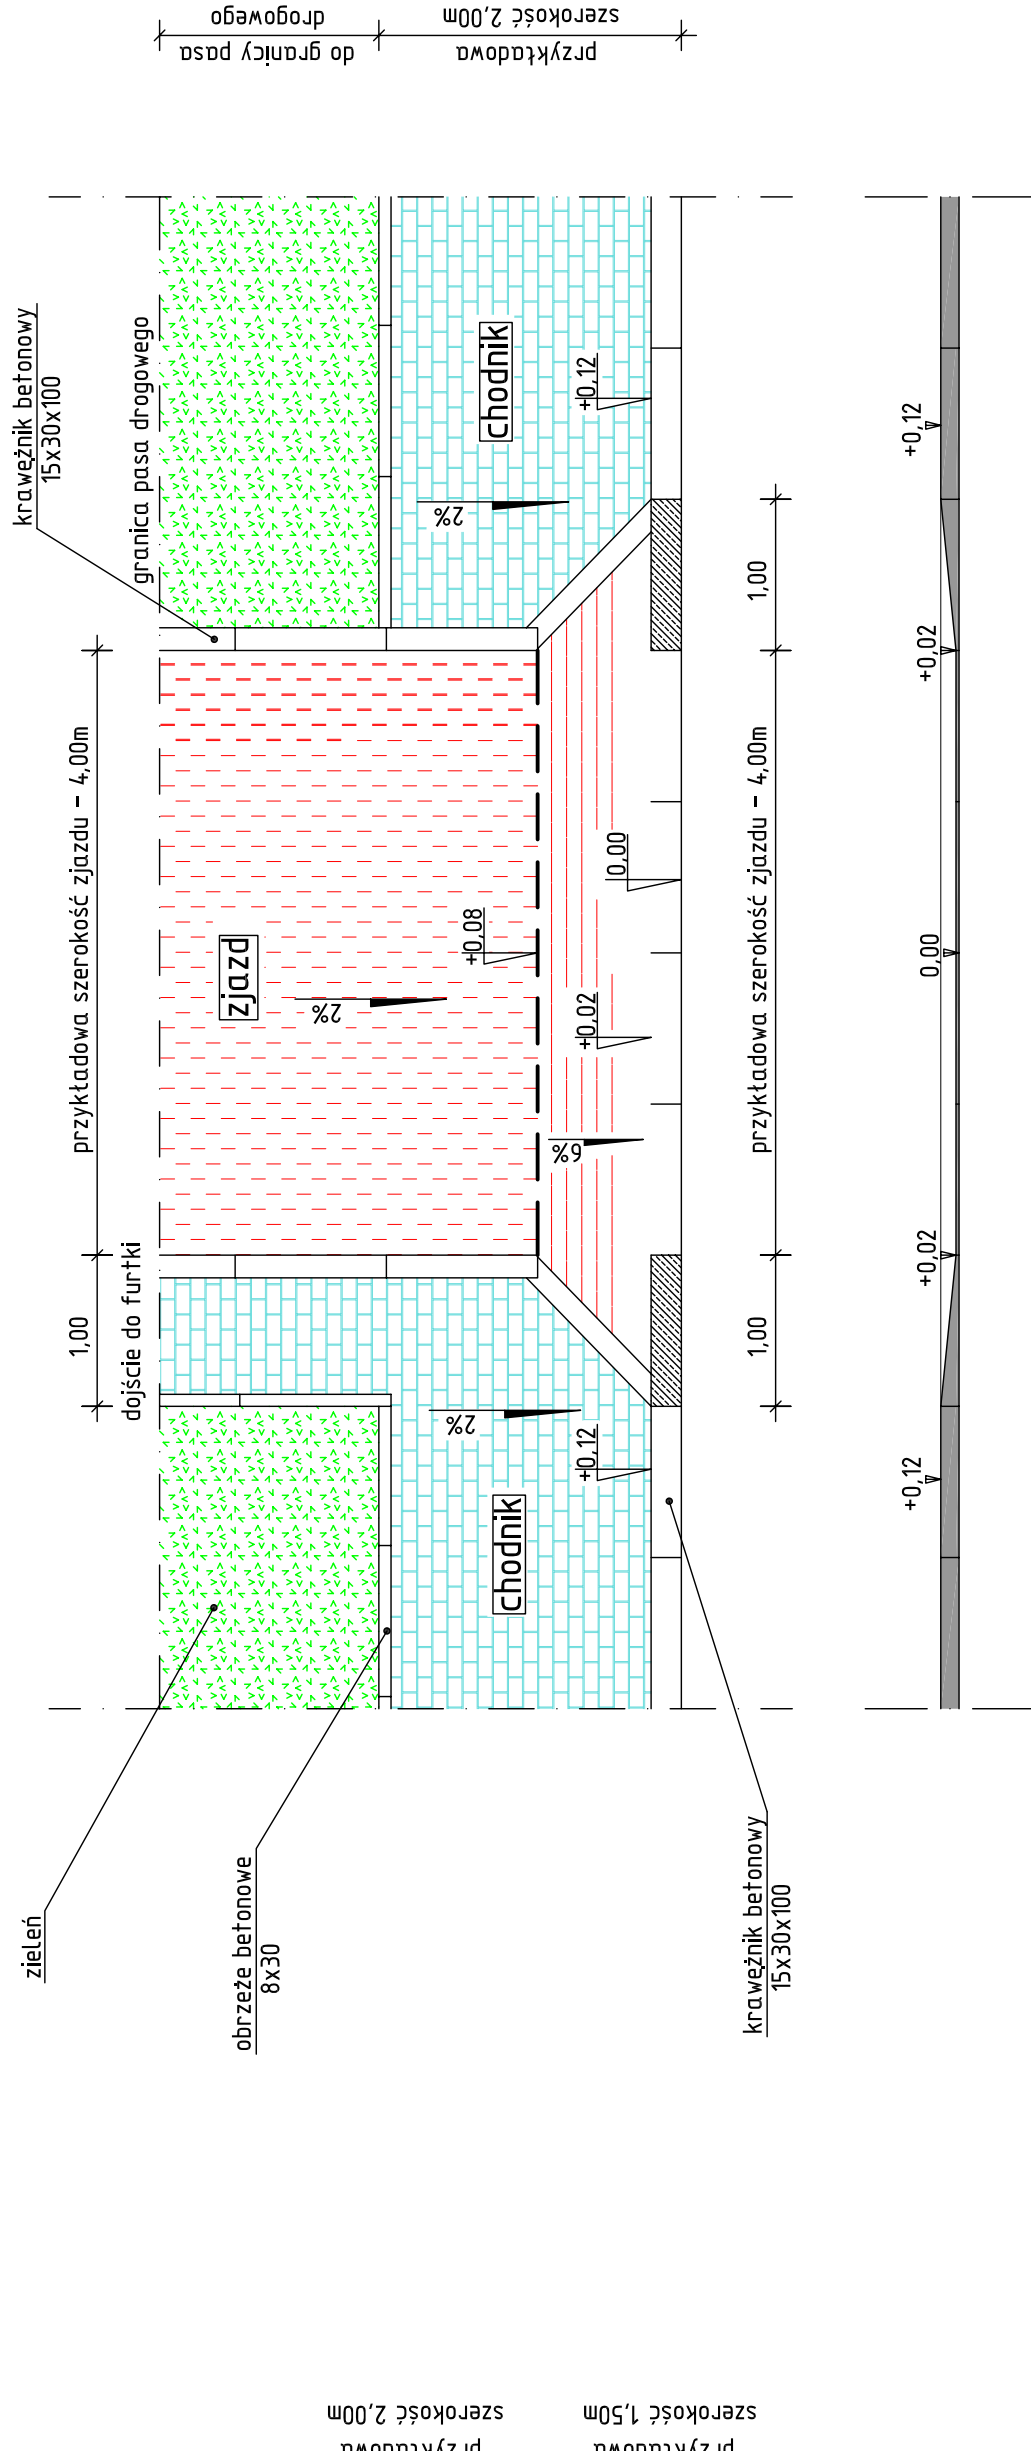 do granicy pasa
drogowego
przykładowa
szerokość 2,00m
krawężnik betonowy
15x30x100
granica pasa drogowego
przykładowa szerokość zjazdu – 4,00m
1,00
dojście do furtki
zjazd
2%
+0,08
chodnik
2%
+0,12
0,00
+0,02
6%
2%
+0,12
chodnik
1,00
przykładowa szerokość zjazdu – 4,00m
1,00
+0,12
+0,02
0,00
+0,02
+0,12
zieleń
obrzeże betonowe
8x30
krawężnik betonowy
15x30x100
przykładowa
szerokość 2,00m
przykładowa
szerokość 1,50m